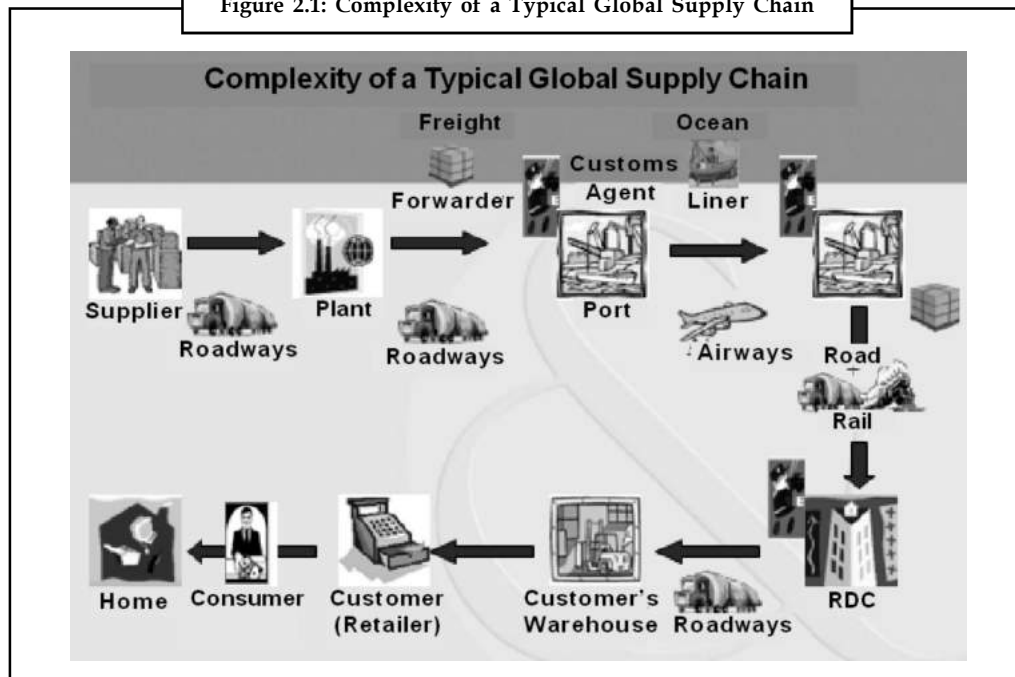 Figure 2.1: Complexity of a Typical Global Supply Chain
Complexity of a Typical Global Supply Chain
Freight
Forwarder
Customs
Agent
Ocean
Liner
Supplier
Roadways
Plant
Roadways
Port
Airways
Road
+
Rail
RDC
Roadways
Customer's
Warehouse
Customer
(Retailer)
Consumer
Home